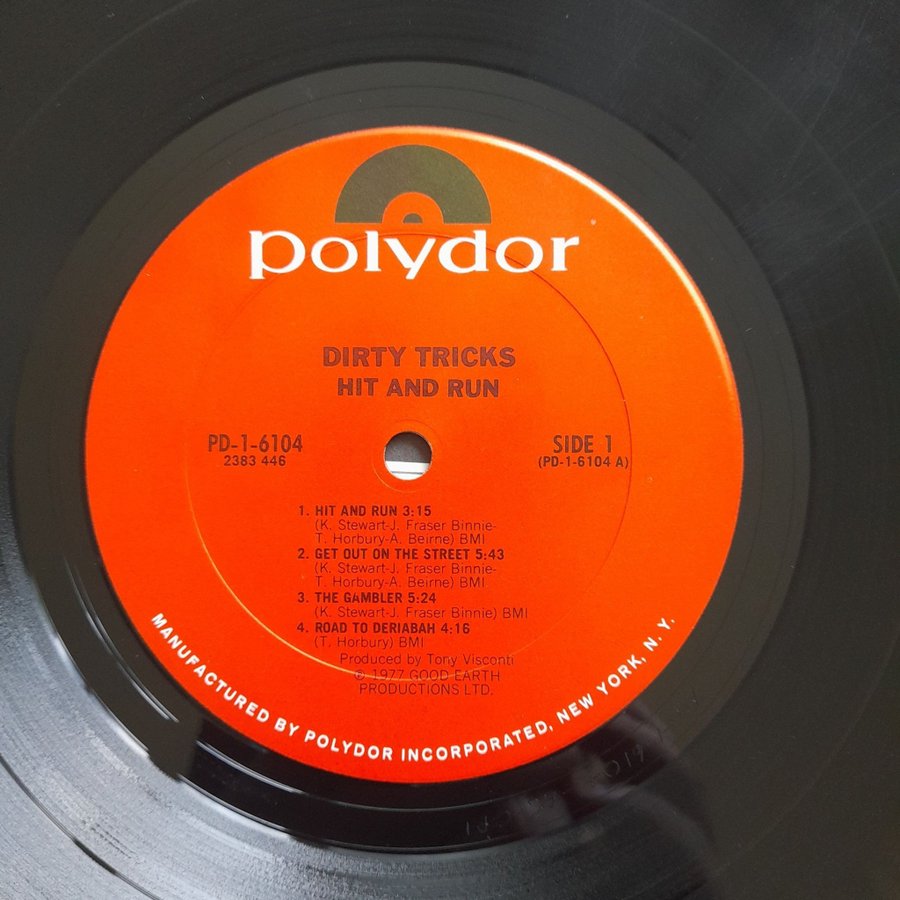 polydor
DIRTY TRICKS
HIT AND RUN
PD-1-6104
2383 446
SIDE 1
(PD-1-6104 A)
1. HIT AND RUN 3:15
(K. Stewart-J. Fraser Binnie-
T. Horbury-A. Beirne) BMI
2. GET OUT ON THE STREET 5:43
(K. Stewart-J. Fraser Binnie-
T. Horbury-A. Beirne) BMI
3. THE GAMBLER 5:24
(K. Stewart-J. Fraser Binnie) BMI
4. ROAD TO DERIABAH 4:16
(T. Horbury) BMI
Produced by Tony Visconti
℗ 1977 GOOD EARTH
PRODUCTIONS LTD.
MANUFACTURED BY POLYDOR INCORPORATED, NEW YORK, N. Y.